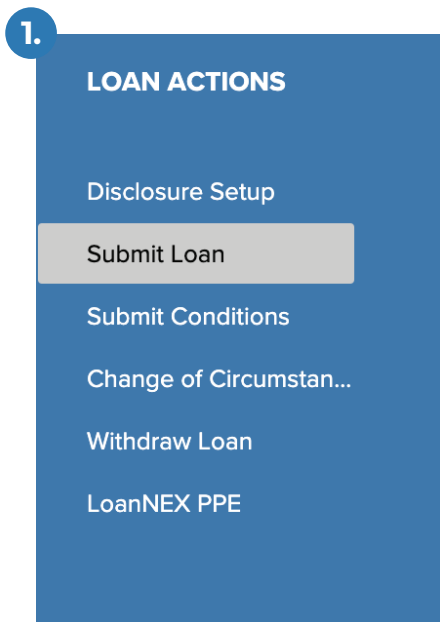 1.
LOAN ACTIONS
Disclosure Setup
Submit Loan
Submit Conditions
Change of Circumstan...
Withdraw Loan
LoanNEX PPE